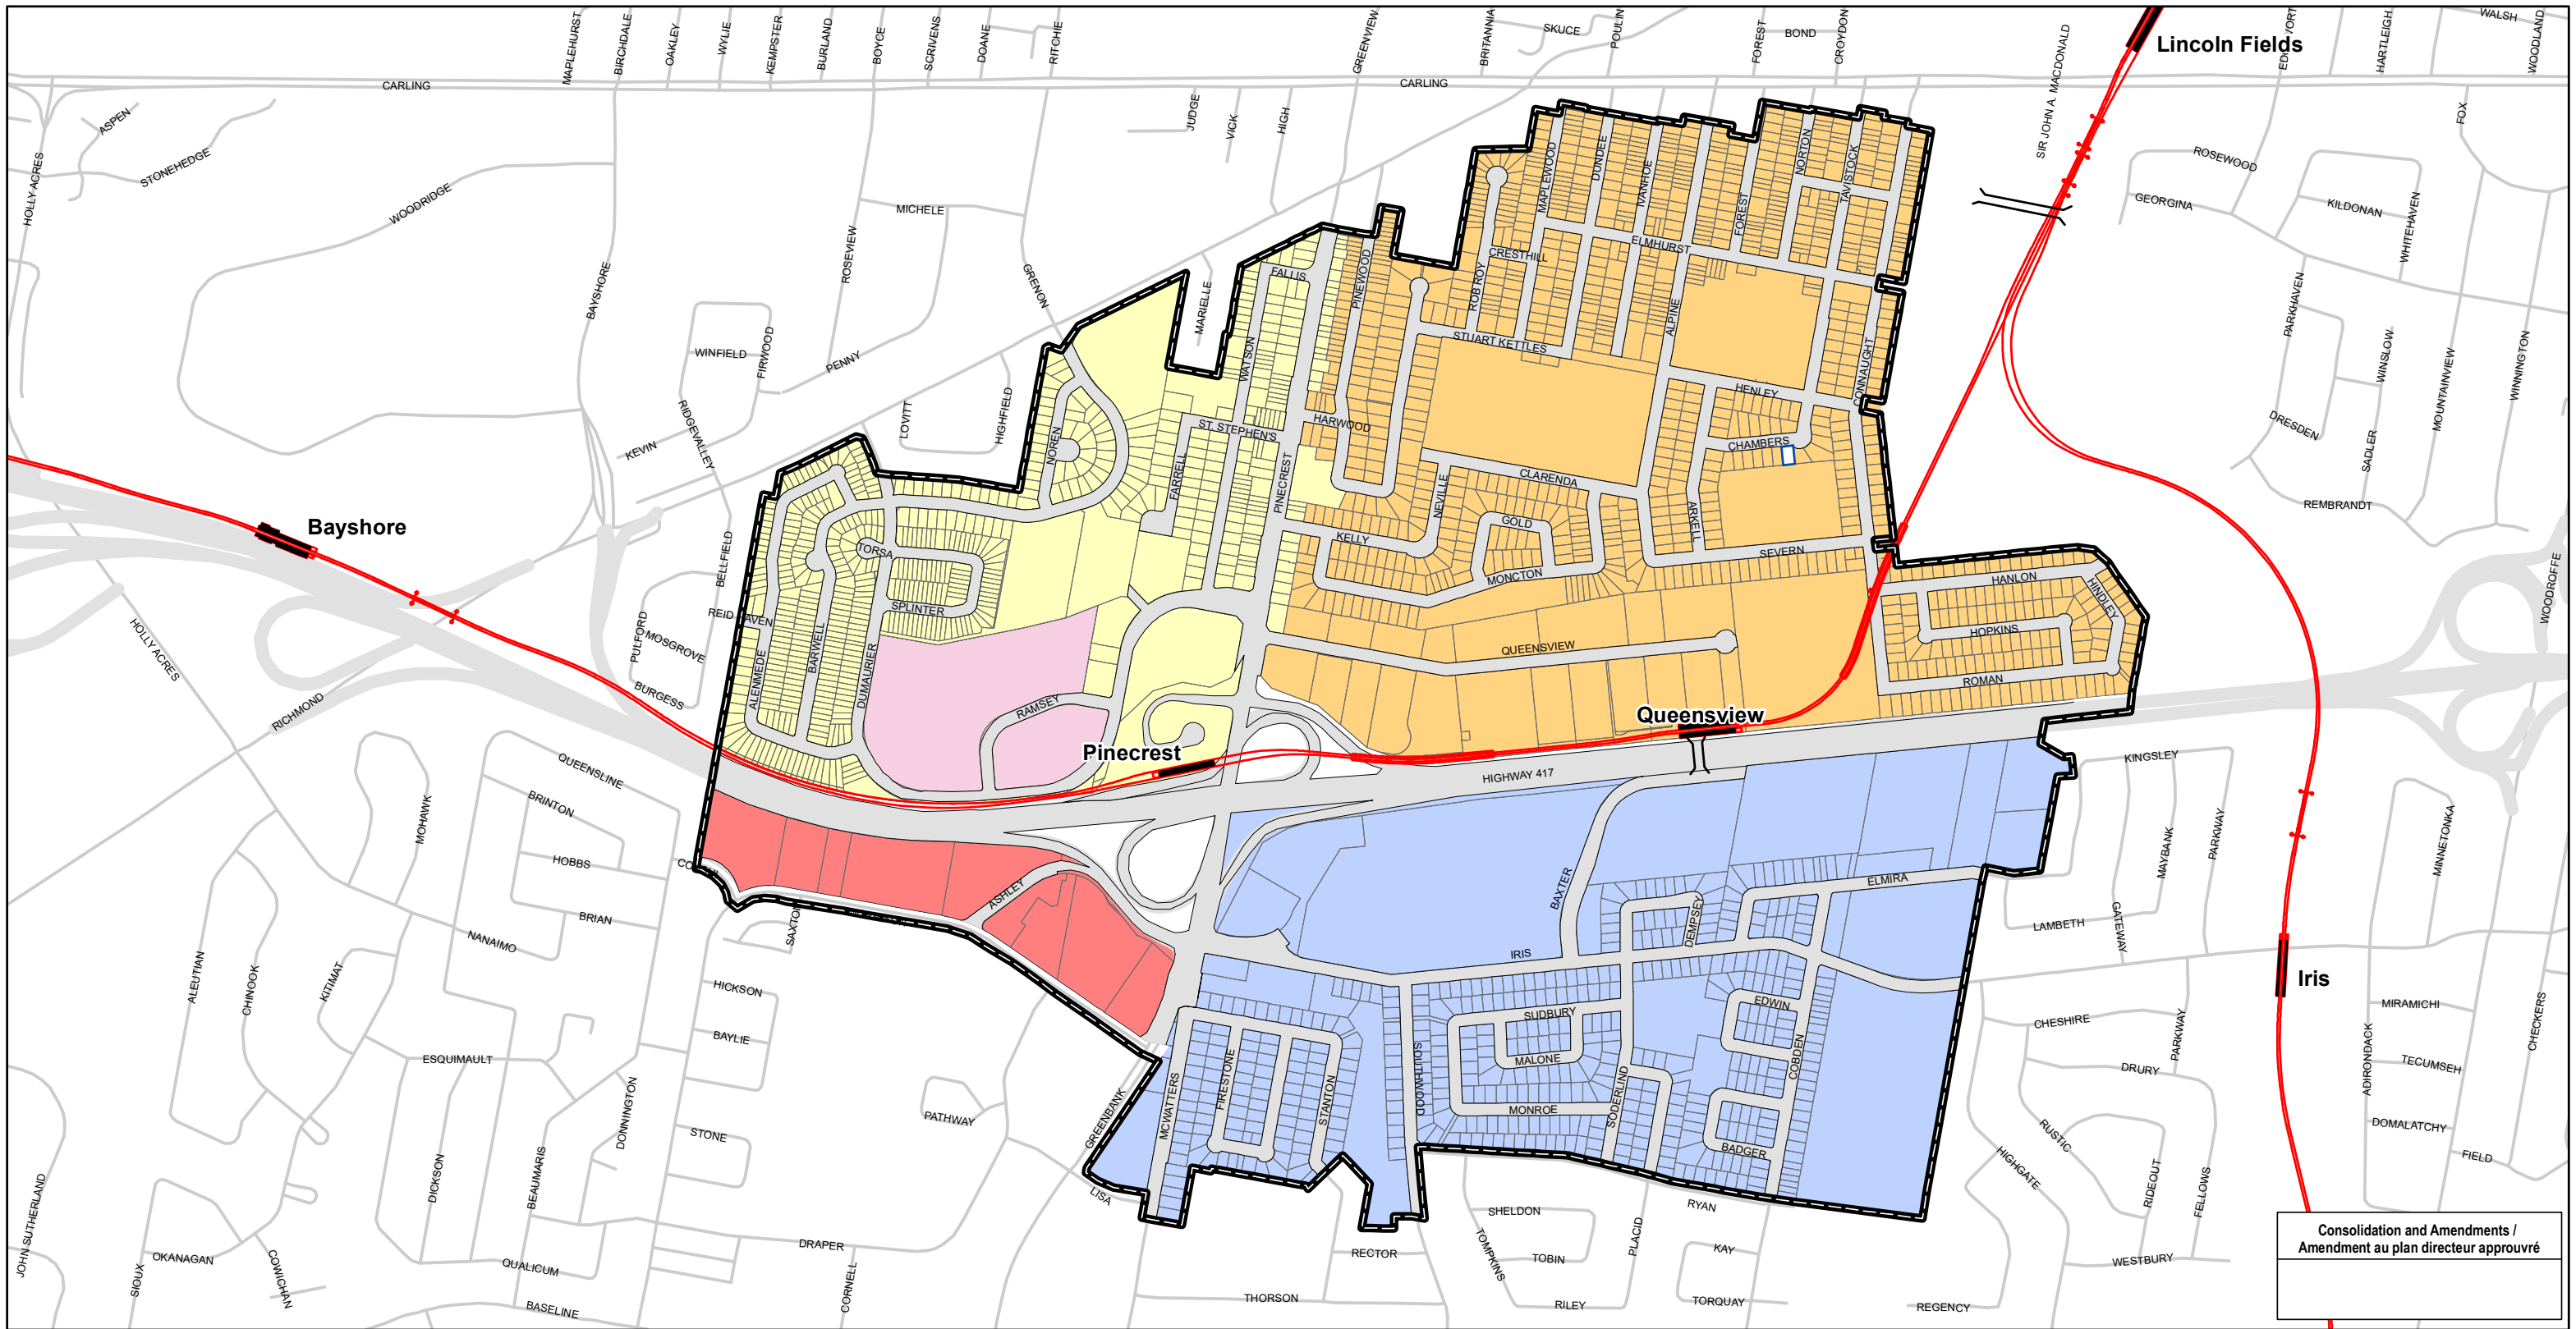 MAPLEHURST
BIRCHDALE
OAKLEY
WYLIE
KEMPSTER
BURLAND
BOYCE
SCRIVENS
DOANE
RITCHIE
GREENVIEW
BRITANNIA
SKUCE
POULIN
FOREST
BOND
CROYDON
SIR JOHN A. MACDONALD
Lincoln Fields
HARTLEIGH
WALSH
WOODLAND
CARLING
CARLING
ASPEN
STONEHEDGE
HOLLY ACRES
WOODRIDGE
BAYSHORE
ROSEVIEW
MICHELE
GRENON
JUDGE
VICK
HIGH
MARIELLE
FALLIS
PINEWOOD
WATSON
MAPLEWOOD
DUNDEE
IVANHOE
FOREST
NORTON
TAVISTOCK
ELMHURST
CRESTHILL
ROB ROY
STUART KETTLES
ALPINE
HENLEY
CONNAUGHT
CHAMBERS
ROSEWOOD
GEORGINA
KILDONAN
WHITEHAVEN
FOX
PARKHAVEN
WINSLOW
MOUNTAINVIEW
WINNINGTON
DRESDEN
SADLER
REMBRANDT
WOODROFFE
WINFIELD
FIRWOOD
PENNY
LOVITT
HIGHFIELD
KEVIN
RIDGEVALLEY
NOREN
FARRELL
ST. STEPHEN'S
PINECREST
HARWOOD
CLARENDA
NEVILLE
GOLD
KELLY
MONCTON
ARKELL
SEVERN
HANLON
HINDLEY
HOPKINS
ROMAN
Bayshore
BELLFIELD
TORSA
SPLINTER
PULFORD
MOSGROVE
BURGESS
ALENMEDE
BARWELL
DUMAURIER
RAMSEY
QUEENSVIEW
Queensview
Pinecrest
HIGHWAY 417
HOLLY ACRES
RICHMOND
QUEENSLINE
BRINTON
HOBBS
BRIAN
MOHAWK
NANAIMO
ALEUTIAN
CHINOOK
KITIMAT
ESQUIMAULT
SAXTON
ASHLEY
HICKSON
BAYLIE
STONE
DONNINGTON
DICKSON
BEAUMARIS
PATHWAY
GREENBANK
LISA
MCWATTERS
FIRESTONE
STANTON
SOUTHWOOD
BAXTER
IRIS
DEMPSEY
ELMIRA
EDWIN
COBDEN
SUDBURY
MALONE
MONROE
SODERLIND
BADGER
KINGSLEY
MAYBANK
PARKWAY
LAMBETH
GATEWAY
MINNETONKA
Iris
CHESHIRE
DRURY
PARKWAY
RUSTIC
HIGHGATE
RIDEOUT
FELLOWS
WESTBURY
ADIRONDACK
MIRAMICHI
TECUMSEH
DOMALATCHY
FIELD
CHECKERS
JOHN SUTHERLAND
SIOUX
OKANAGAN
COWICHAN
QUALICUM
BASELINE
DRAPER
CORNELL
THORSON
RECTOR
SHELDON
TOMPKINS
TOBIN
RILEY
PLACID
RYAN
KAY
TORQUAY
REGENCY
Consolidation and Amendments /
Amendment au plan directeur approuvré